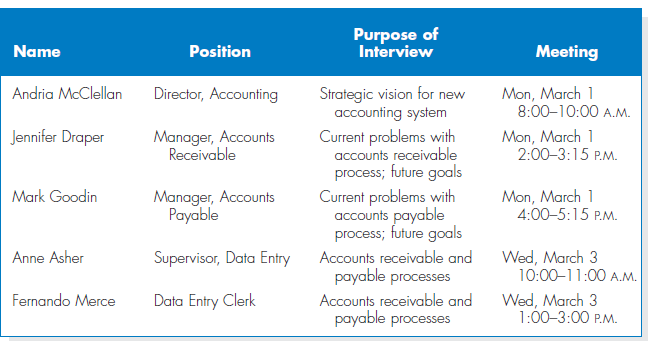 Name Position Purpose of Interview Meeting
Andria McClellan Director, Accounting Strategic vision for new Mon, March 1
accounting system 8:00–10:00 A.M.
Jennifer Draper Manager, Accounts Current problems with Mon, March 1
Receivable accounts receivable 2:00–3:15 P.M.
process; future goals
Mark Goodin Manager, Accounts Current problems with Mon, March 1
Payable accounts payable 4:00–5:15 P.M.
process; future goals
Anne Asher Supervisor, Data Entry Accounts receivable and Wed, March 3
payable processes 10:00–11:00 A.M.
Fernando Merce Data Entry Clerk Accounts receivable and Wed, March 3
payable processes 1:00–3:00 P.M.